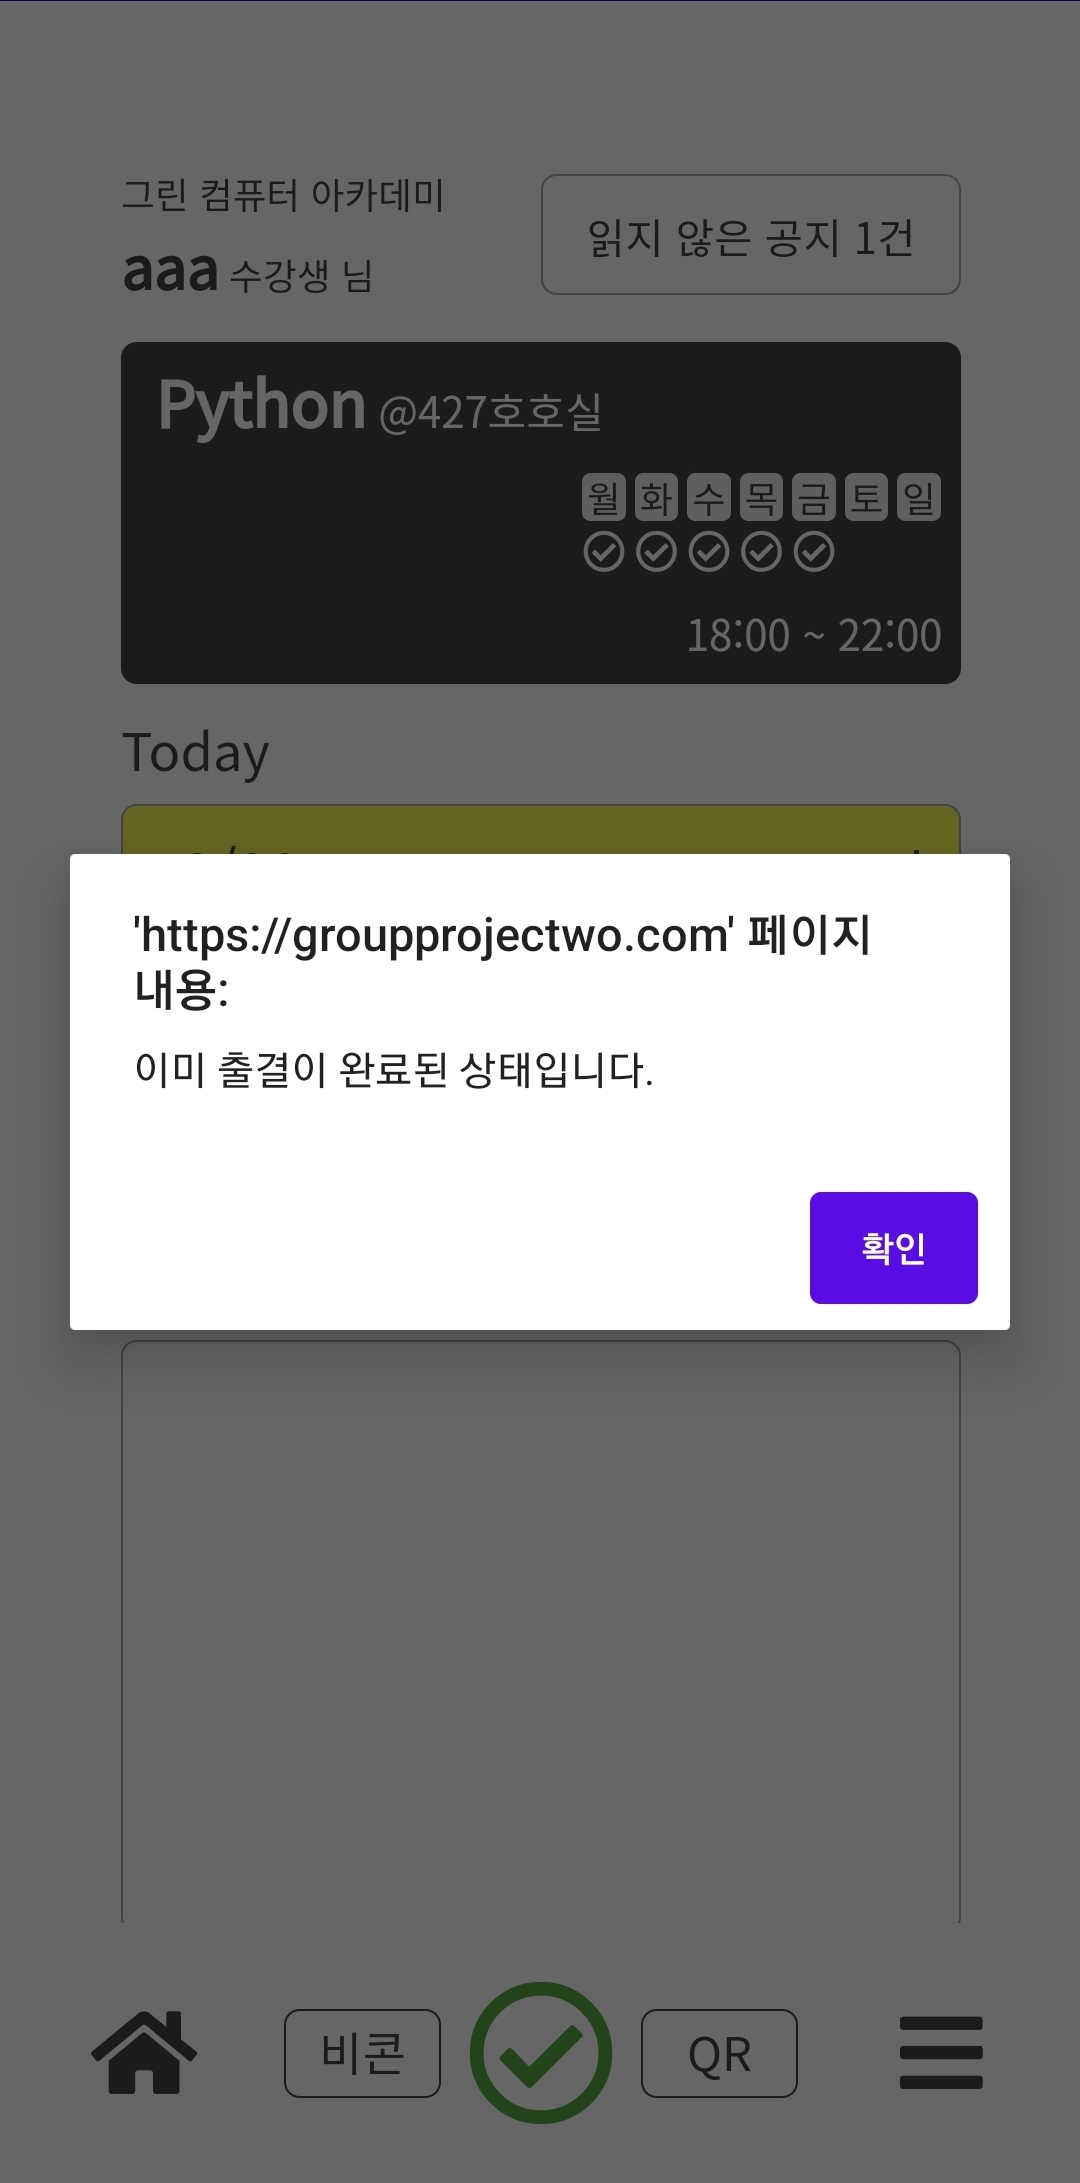 그린 컴퓨터 아카데미
aaa 수강생 님
읽지 않은 공지 1건
Python @427호호실
월 화 수 목 금 토 일
18:00 ~ 22:00
Today
'https://groupprojectwo.com' 페이지
내용:
이미 출결이 완료된 상태입니다.
확인
비콘
QR